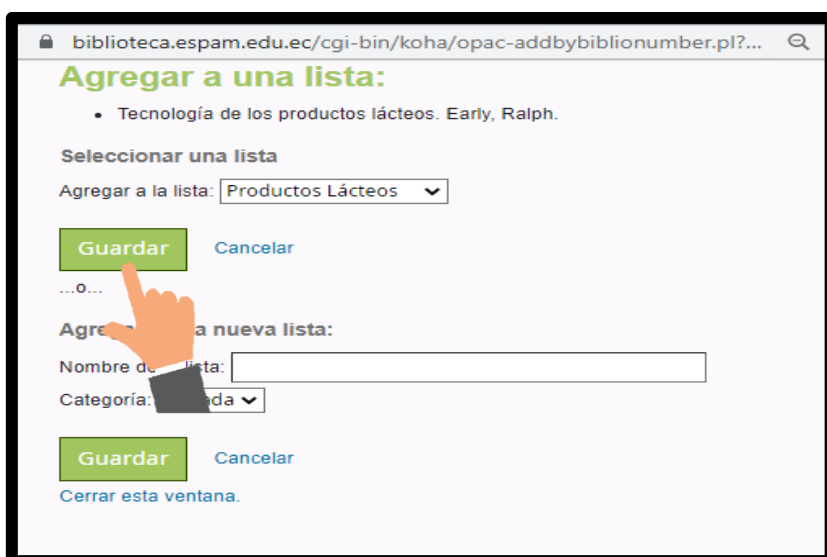 biblioteca.espam.edu.ec/cgi-bin/koha/opac-addbybiblionumber.pl?...
Agregar a una lista:
• Tecnología de los productos lácteos. Early, Ralph.
Seleccionar una lista
Agregar a la lista: Productos Lácteos
Guardar Cancelar
...o...
a nueva lista:
Nombre
Categoría:
Guardar Cancelar
Cerrar esta ventana.